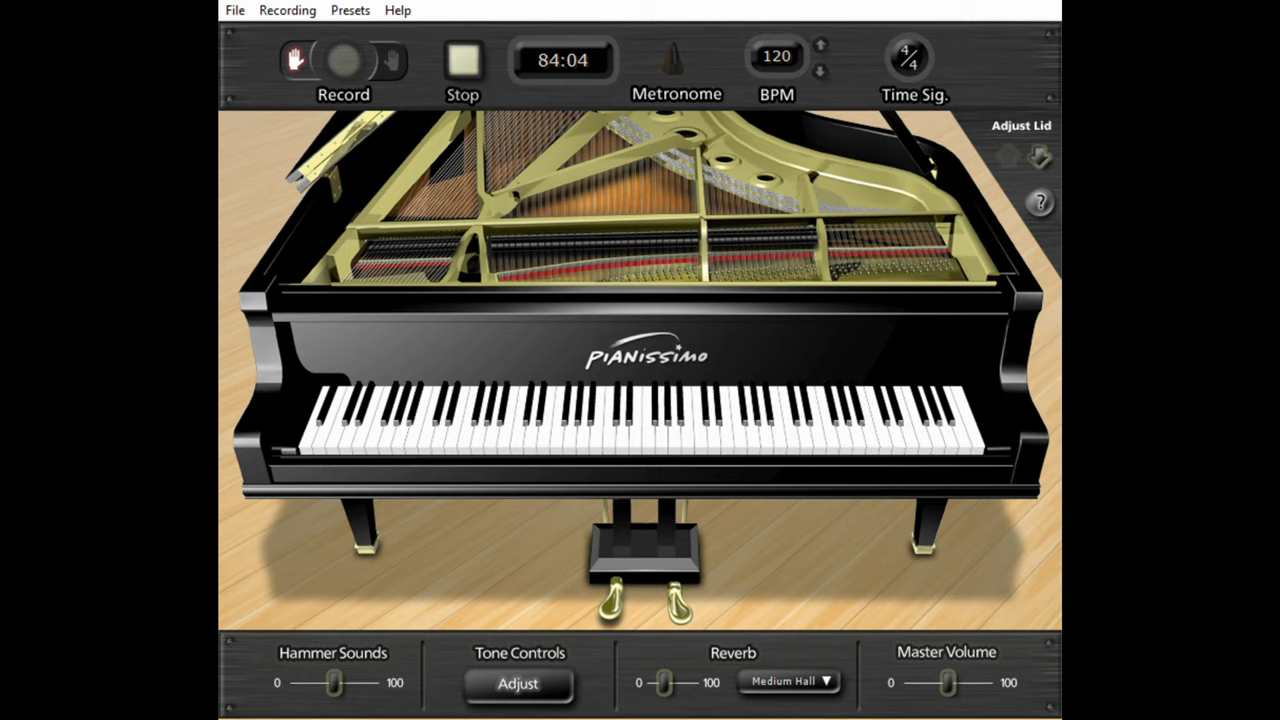 File Recording Presets Help
84:04
120
4/4
Record Stop Metronome BPM Time Sig.
Adjust Lid
?
PIANISSIMO
Hammer Sounds Tone Controls Reverb Master Volume
0 100 Adjust 0 100 Medium Hall ▼ 0 100